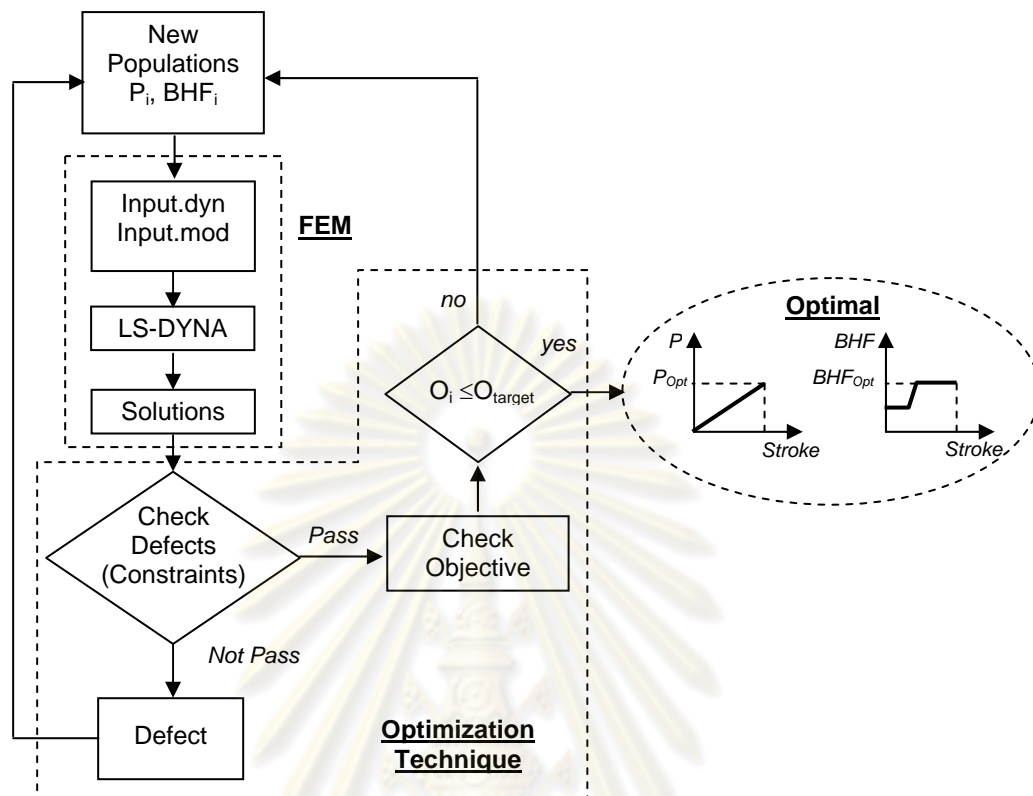 New
Populations
Pi, BHFi
Input.dyn
Input.mod
FEM
LS-DYNA
Solutions
Check
Defects
(Constraints)
Pass
Not Pass
Defect
Check
Objective
Oi ≤Otarget
no
yes
Optimization
Technique
Optimal
P
POpt
Stroke
BHF
BHFOpt
Stroke